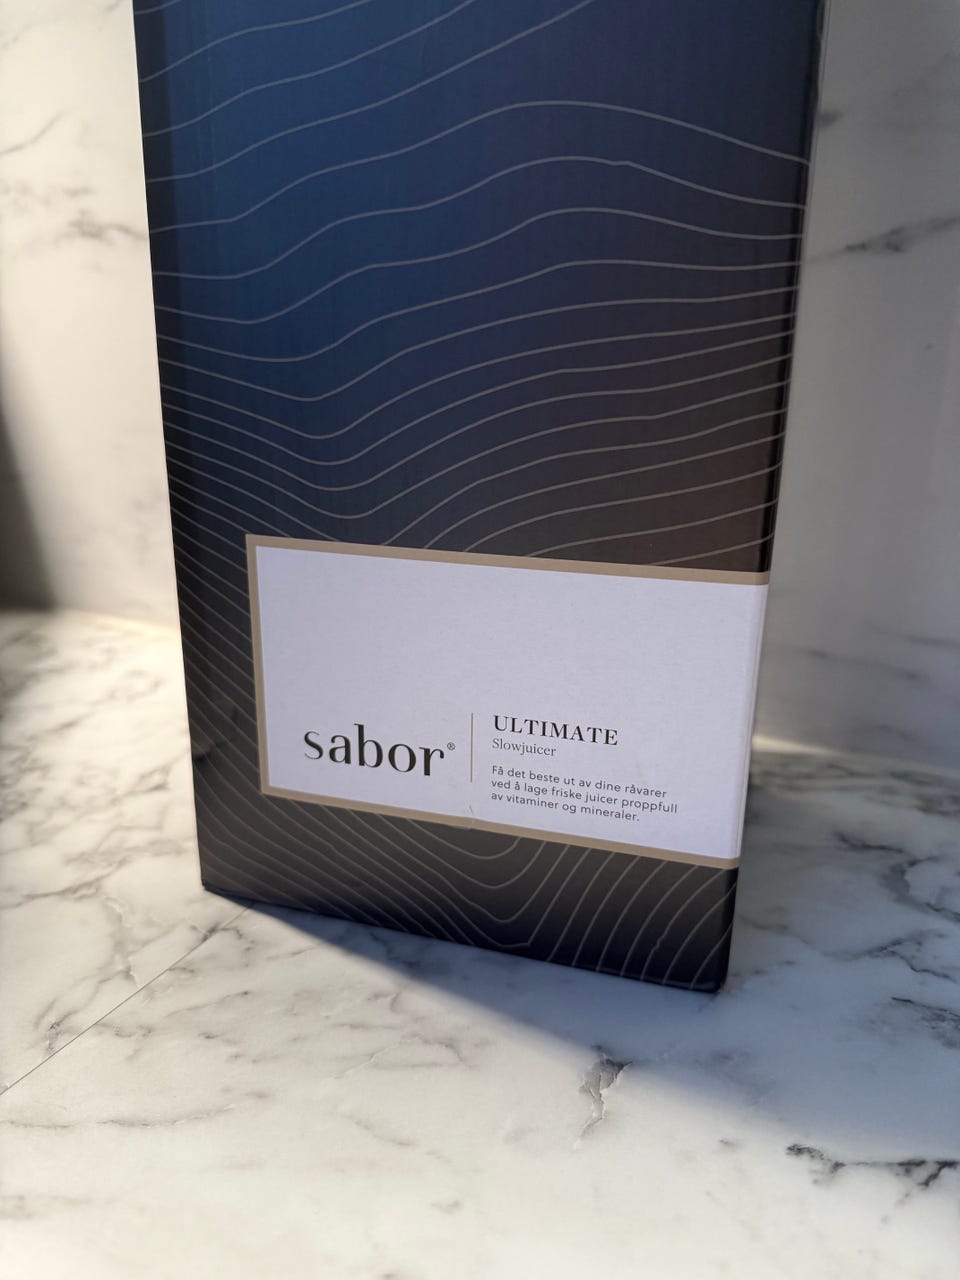 sabor®
ULTIMATE
Slowjuicer
Få det beste ut av dine råvarer
ved å lage friske juicer proppfull
av vitaminer og mineraler.